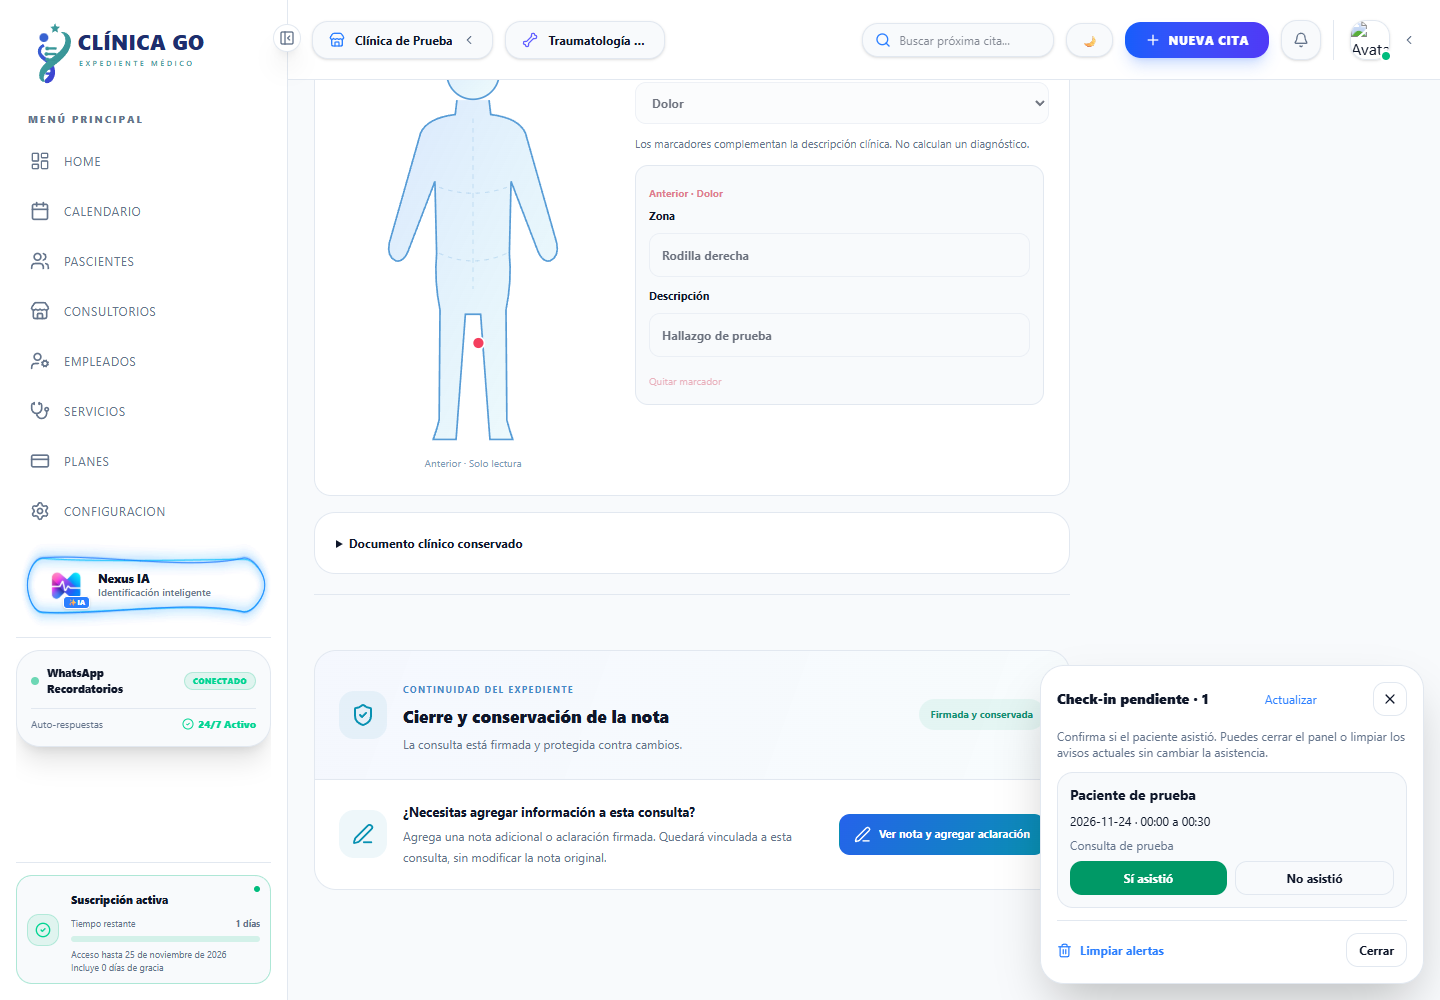 CLÍNICA GO
EXPEDIENTE MÉDICO
MENÚ PRINCIPAL
HOME
CALENDARIO
PASCIENTES
CONSULTORIOS
EMPLEADOS
SERVICIOS
PLANES
CONFIGURACION
Nexus IA
Identificación inteligente
IA
WhatsApp
Recordatorios
CONECTADO
Auto-respuestas
24/7 Activo
Suscripción activa
Tiempo restante
1 días
Acceso hasta 25 de noviembre de 2026
Incluye 0 días de gracia
Clínica de Prueba
Traumatología ...
Buscar próxima cita...
NUEVA CITA
Avata
Dolor
Los marcadores complementan la descripción clínica. No calculan un diagnóstico.
Anterior · Dolor
Zona
Rodilla derecha
Descripción
Hallazgo de prueba
Quitar marcador
Anterior · Solo lectura
Documento clínico conservado
CONTINUIDAD DEL EXPEDIENTE
Cierre y conservación de la nota
La consulta está firmada y protegida contra cambios.
Firmada y conservada
¿Necesitas agregar información a esta consulta?
Agrega una nota adicional o aclaración firmada. Quedará vinculada a esta
consulta, sin modificar la nota original.
Ver nota y agregar aclaración
Check-in pendiente · 1
Actualizar
Confirma si el paciente asistió. Puedes cerrar el panel o limpiar los
avisos actuales sin cambiar la asistencia.
Paciente de prueba
2026-11-24 · 00:00 a 00:30
Consulta de prueba
Sí asistió
No asistió
Limpiar alertas
Cerrar